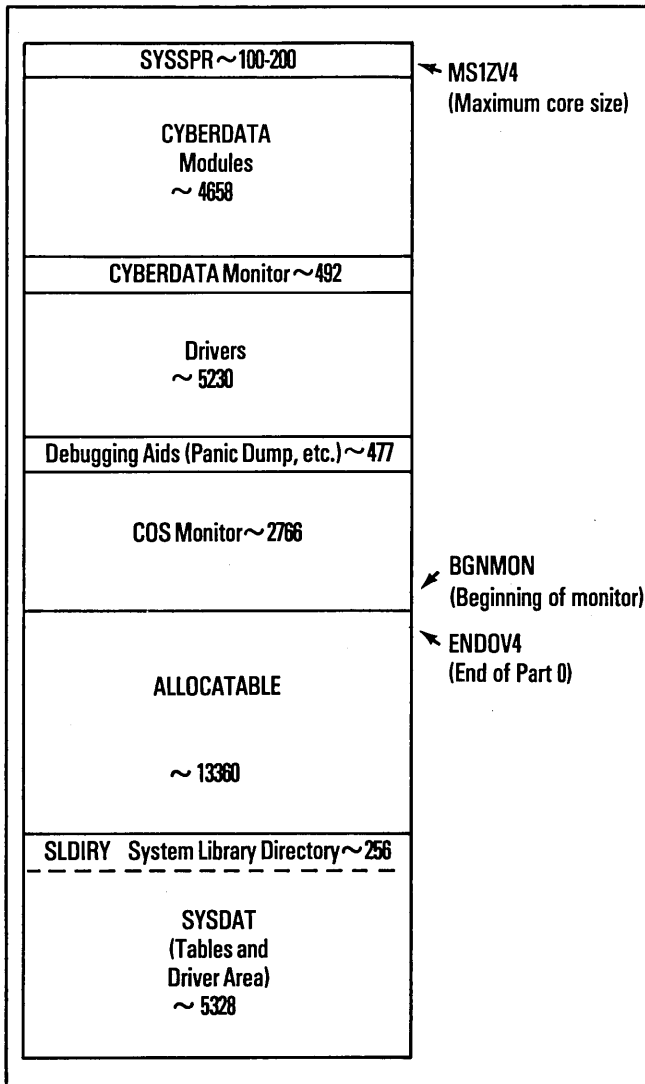 SYSSPR ~ 100-200
MS1ZV4
(Maximum core size)
CYBERDATA
Modules
~ 4658
CYBERDATA Monitor ~ 492
Drivers
~ 5230
Debugging Aids (Panic Dump, etc.) ~ 477
COS Monitor ~ 2766
BGNMON
(Beginning of monitor)
ENDOV4
(End of Part 0)
ALLOCATABLE
~ 13360
SLDIRY System Library Directory ~ 256
SYSDAT
(Tables and
Driver Area)
~ 5328